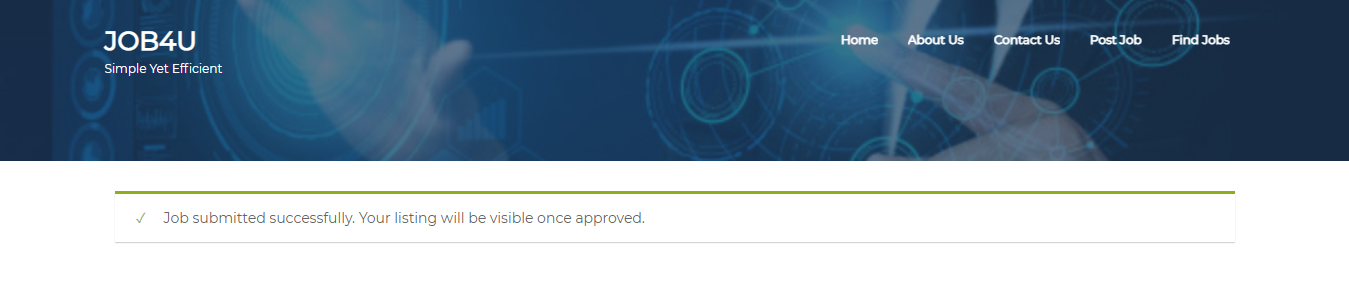 JOB4U
Simple Yet Efficient
Home About Us Contact Us Post Job Find Jobs
Job submitted successfully. Your listing will be visible once approved.